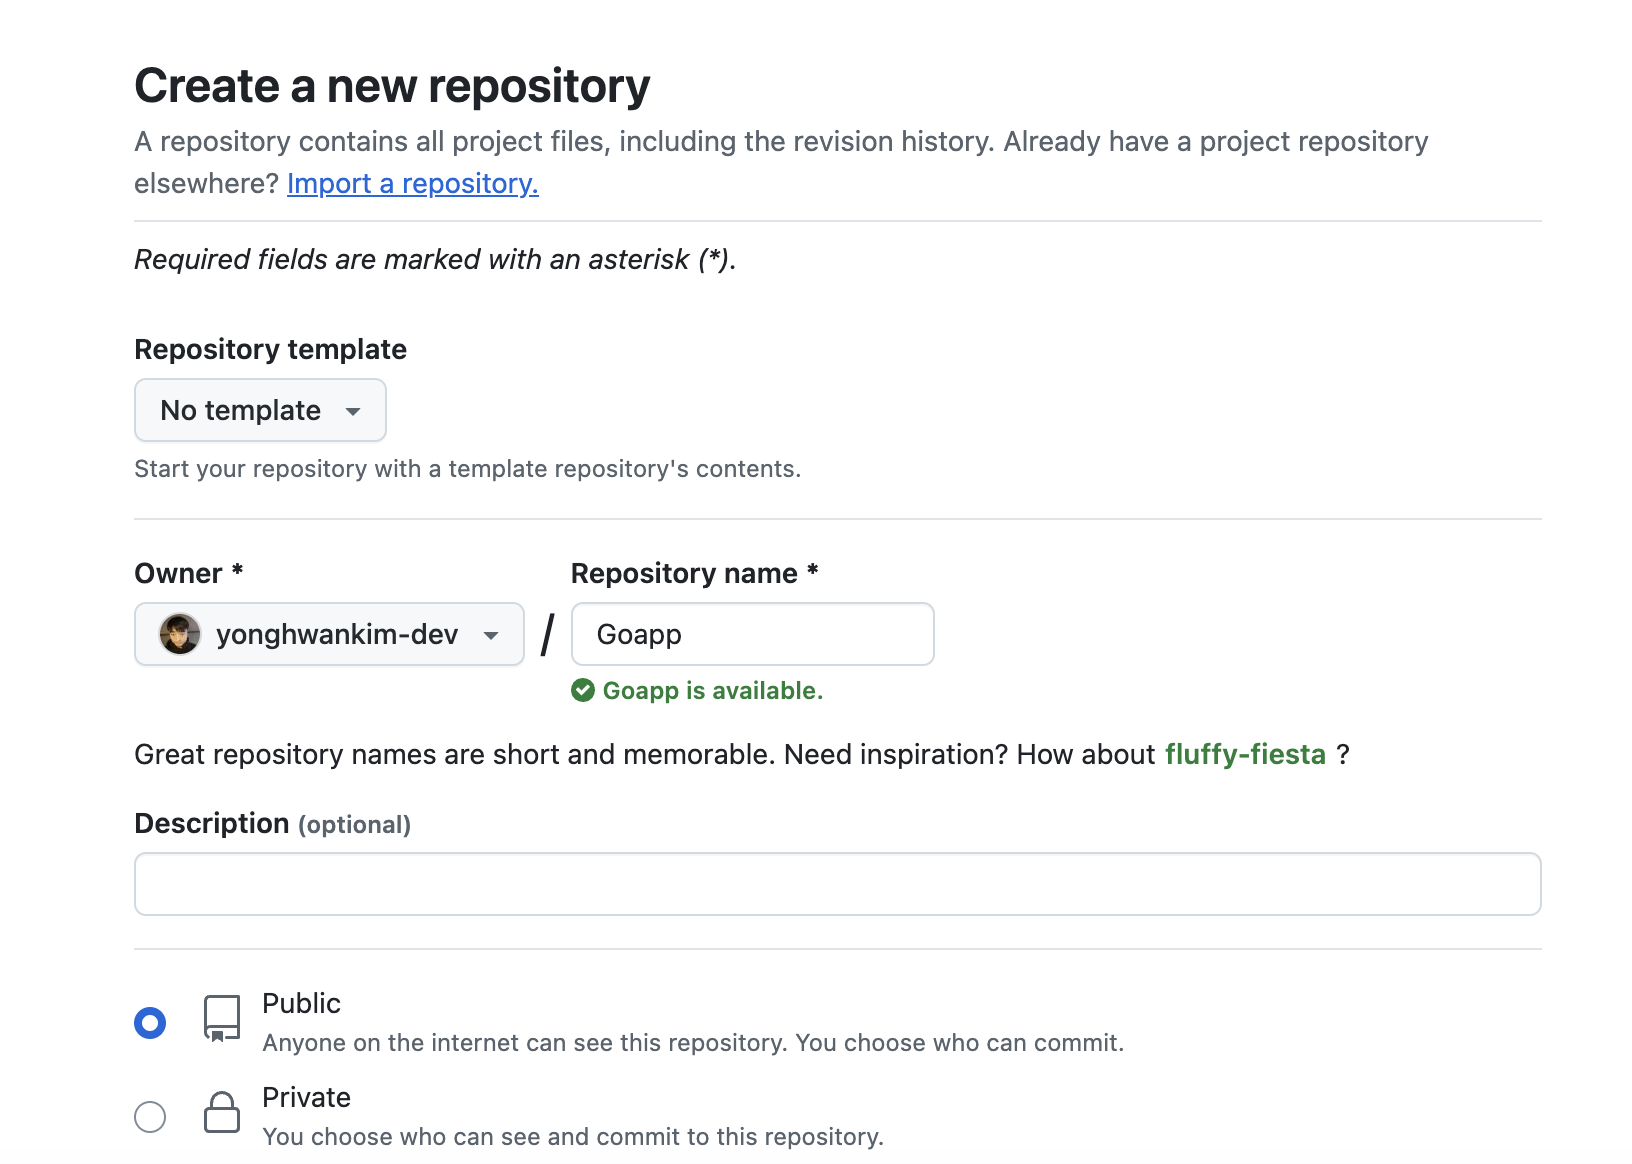 Create a new repository
A repository contains all project files, including the revision history. Already have a project repository
elsewhere? Import a repository.
Required fields are marked with an asterisk (*).
Repository template
No template
Start your repository with a template repository's contents.
Owner *
Repository name *
yonghwankim-dev
/
Goapp
Goapp is available.
Great repository names are short and memorable. Need inspiration? How about fluffy-fiesta ?
Description (optional)
Public
Anyone on the internet can see this repository. You choose who can commit.
Private
You choose who can see and commit to this repository.